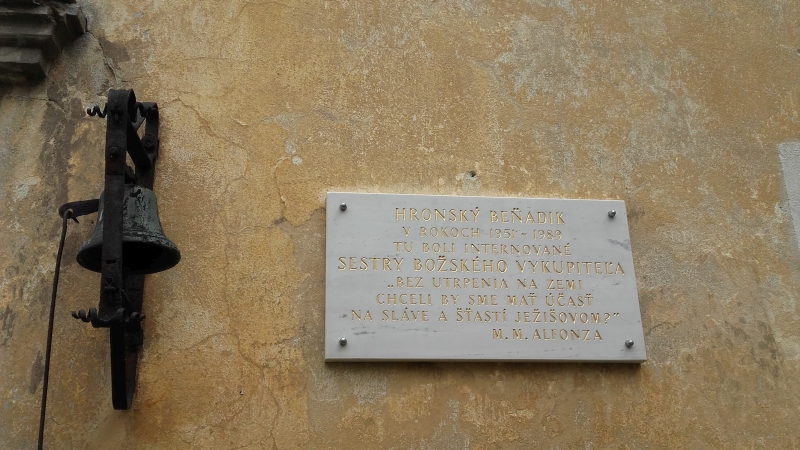 HRONSKÝ BEŇADIK
V ROKOCH 1951–1989
TU BOLI INTERNOVANÉ
SESTRY BOŽSKÉHO VYKUPITEĽA
„BEZ UTRPENIA NA ZEMI
CHCELI BY SME MAŤ ÚČASŤ
NA SLÁVE A ŠŤASTÍ JEŽIŠOVOM?"
M. M. ALFONZA